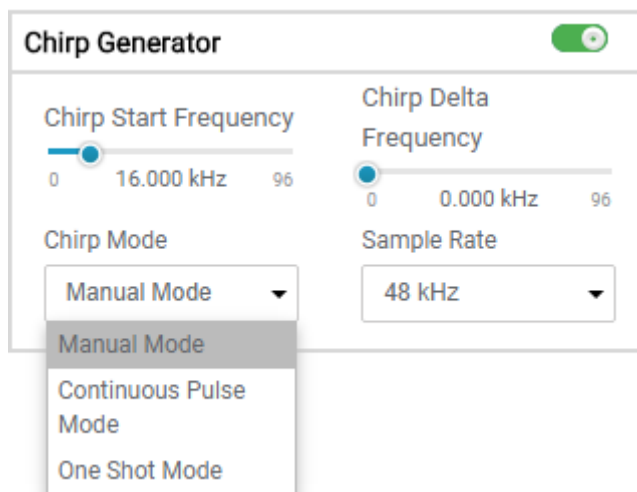 Chirp Generator
Chirp Start Frequency
0 16.000 kHz 96
Chirp Delta
Frequency
0 0.000 kHz 96
Chirp Mode
Manual Mode
Sample Rate
48 kHz
Manual Mode
Continuous Pulse
Mode
One Shot Mode